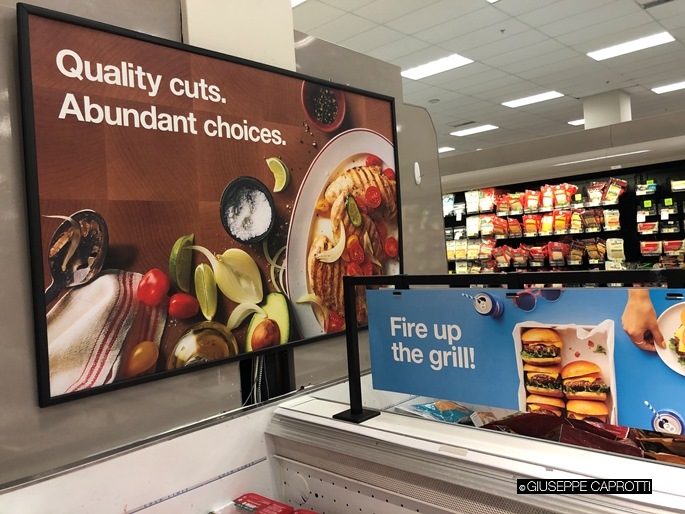 Quality cuts.
Abundant choices.
Fire up
the grill!
©GIUSEPPE CAPROTTI